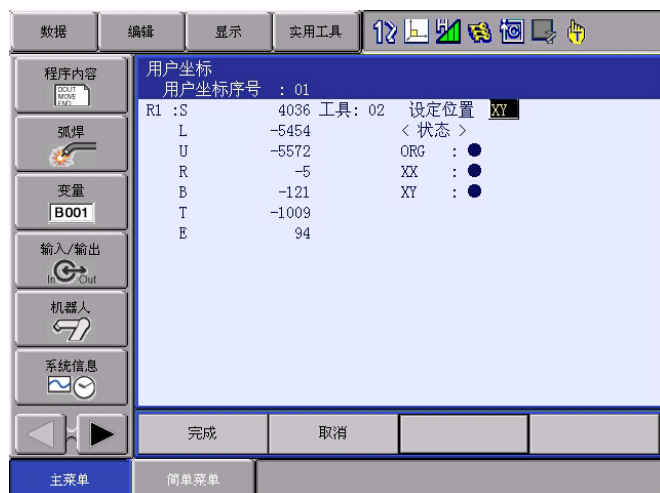 数据 编辑 显示 实用工具
程序内容
DOUT
MOVE
END
弧焊
变量
B001
输入/输出
In Out
机器人
系统信息
用户坐标
用户坐标序号 : 01
R1 :S 4036 工具: 02 设定位置 XY
L -5454 < 状态 >
U -5572 ORG : ●
R -5 XX : ●
B -121 XY : ●
T -1009
E 94
完成 取消
主菜单 简单菜单